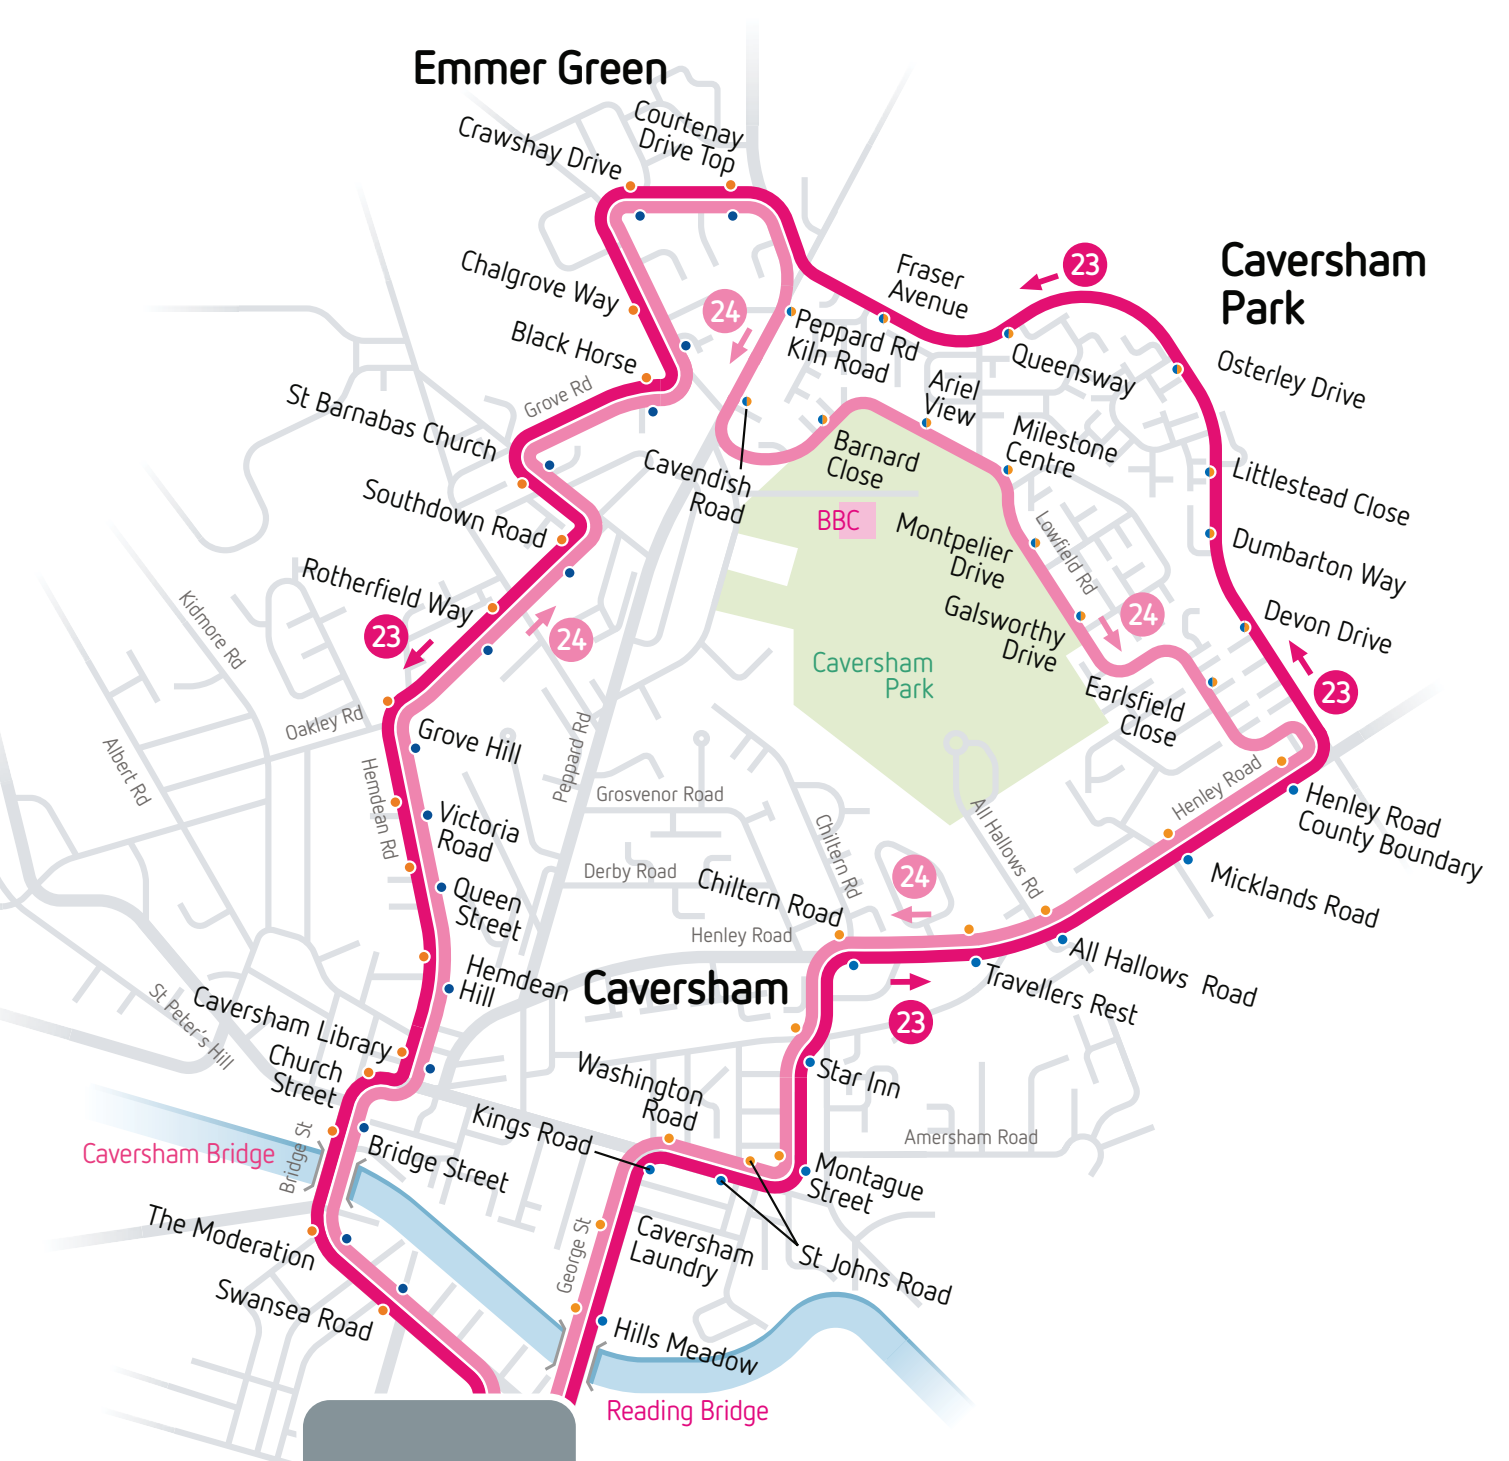 Emmer Green
Courtenay
Drive Top
Crawshay Drive
Chalgrove Way
Black Horse
Grove Rd
St Barnabas Church
Southdown Road
Rotherfield Way
23
24
24
Peppard Rd
Kiln Road
Fraser
Avenue
23
Caversham
Park
Queensway
Osterley Drive
Ariel
View
Milestone
Centre
Barnard
Close
Cavendish
Road
BBC
Littlestead Close
Dumbarton Way
Montpelier
Drive
Lowfield Rd
Galsworthy
Drive
24
Devon Drive
23
Caversham
Park
Earlsfield
Close
Kidmore Rd
Oakley Rd
Albert Rd
Hemdean Rd
Grove Hill
Peppard Rd
Victoria
Road
Queen
Street
Hemdean
Hill
Grosvenor Road
Derby Road
Chiltern Rd
Chiltern Road
Henley Road
24
All Hallows Rd
Henley Road
Henley Road
County Boundary
Micklands Road
All Hallows Road
Travellers Rest
23
Caversham
Caversham Library
St Peter's Hill
Church
Street
Washington
Road
Star Inn
Kings Road
Amersham Road
Caversham Bridge
Bridge St
Bridge Street
Montague
Street
The Moderation
George St
Caversham
Laundry
St Johns Road
Swansea Road
Hills Meadow
Reading Bridge